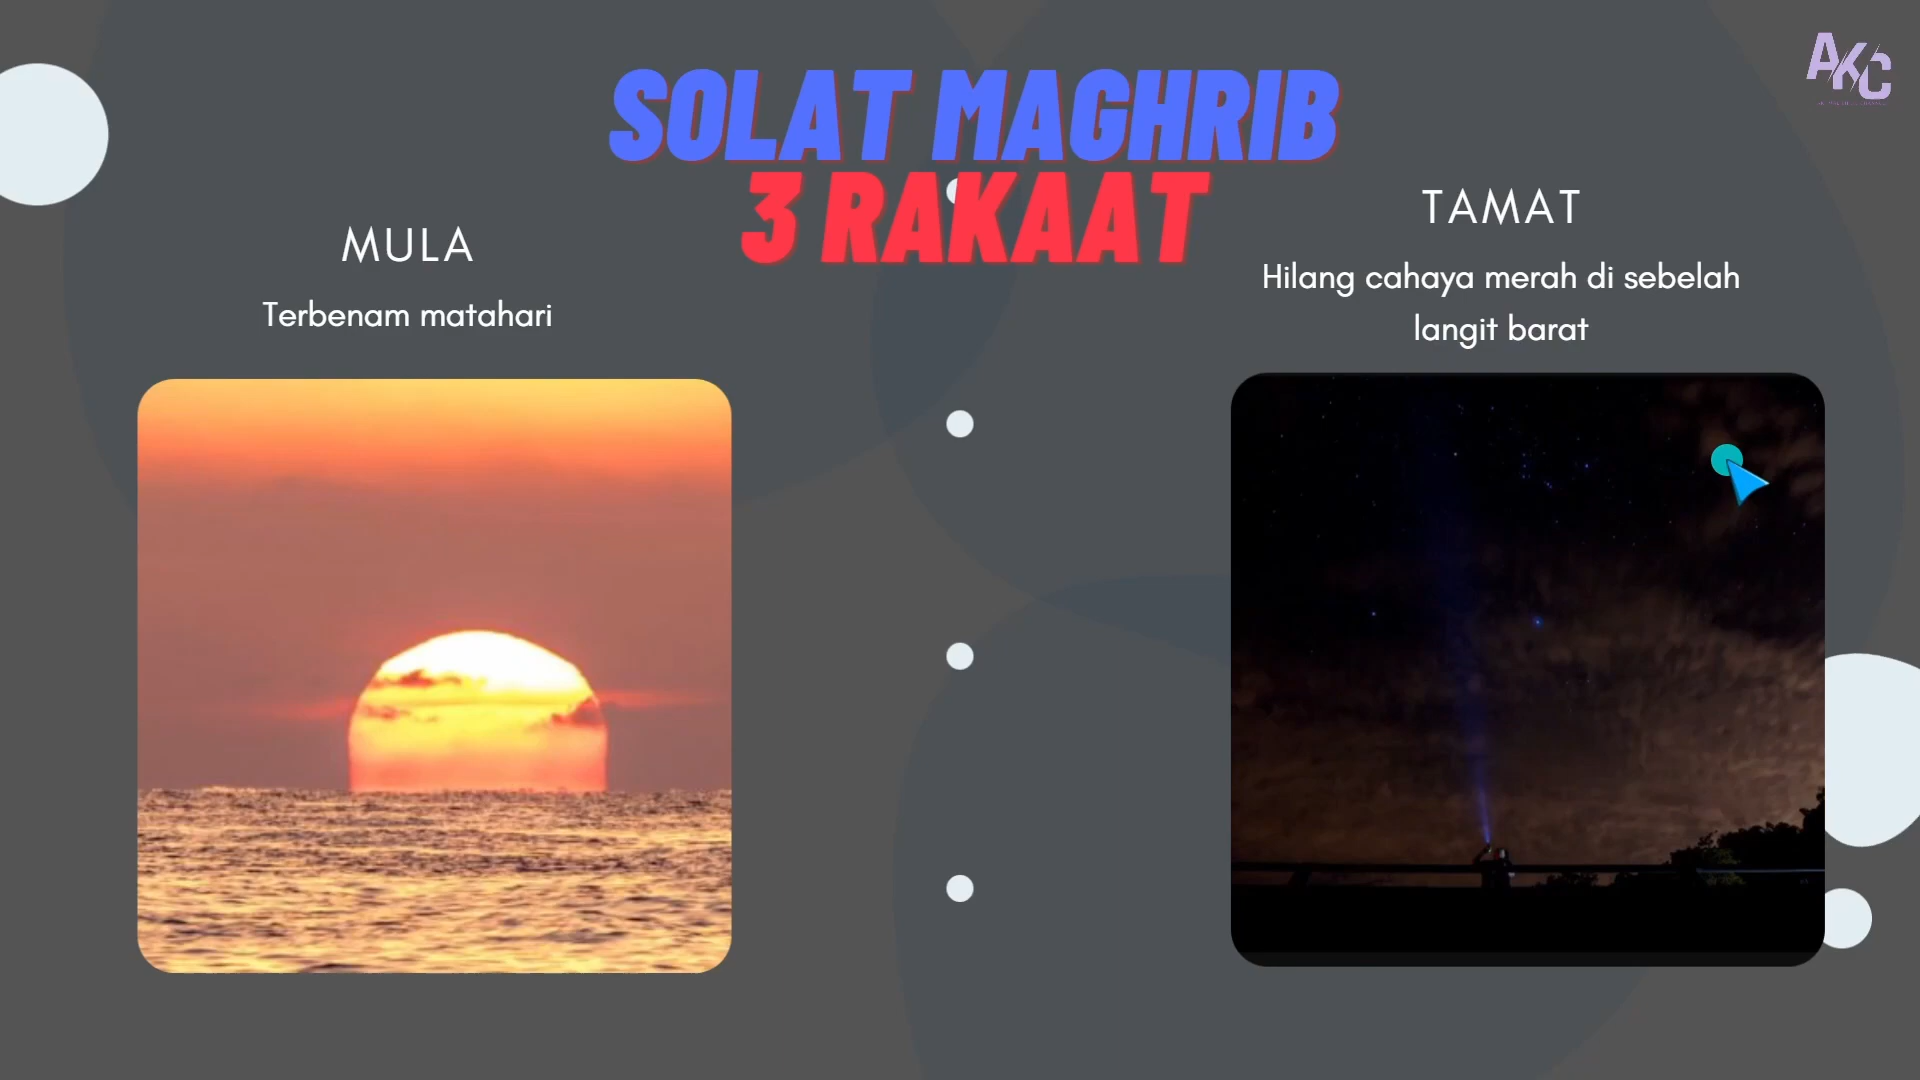 SOLAT MAGHRIB
3 RAKAAT
MULA
Terbenam matahari
TAMAT
Hilang cahaya merah di sebelah
langit barat
AKC